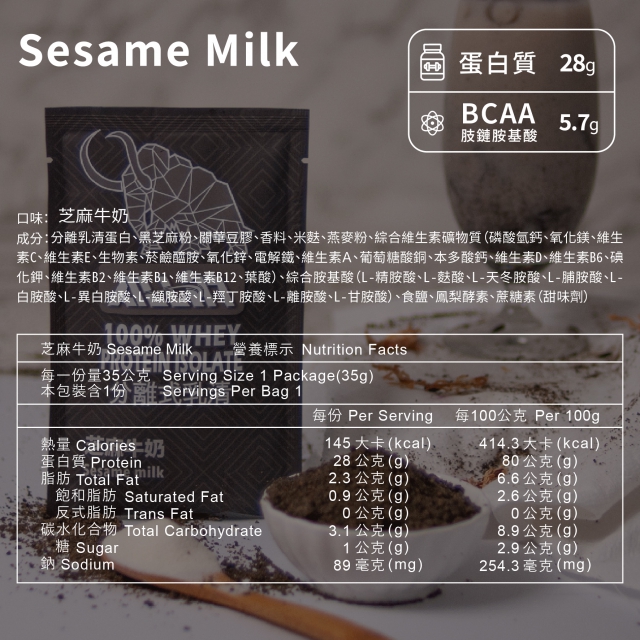 Sesame Milk
蛋白質 28g
BCAA
肢鏈胺基酸 5.7g
口味：芝麻牛奶
成分：分離乳清蛋白、黑芝麻粉、關華豆膠、香料、米麩、燕麥粉、綜合維生素礦物質（磷酸氫鈣、氧化鎂、維生
素C、維生素E、生物素、菸鹼醯胺、氧化鋅、電解鐵、維生素A、葡萄糖酸銅、本多酸鈣、維生素D、維生素B6、碘
化鉀、維生素B2、維生素B1、維生素B12、葉酸）、綜合胺基酸（L-精胺酸、L-麩酸、L-天冬胺酸、L-脯胺酸、L-
白胺酸、L-異白胺酸、L-纈胺酸、L-羥丁胺酸、L-離胺酸、L-甘胺酸）、食鹽、鳳梨酵素、蔗糖素（甜味劑）
100% WHEY
分離式乳清
芝麻牛奶
Sesame milk
芝麻牛奶 Sesame Milk 營養標示 Nutrition Facts
每一份量35公克 Serving Size 1 Package(35g)
本包裝含1份 Servings Per Bag 1
每份 Per Serving 每100公克 Per 100g
熱量 Calories 145 大卡(kcal) 414.3 大卡(kcal)
蛋白質 Protein 28 公克(g) 80 公克(g)
脂肪 Total Fat 2.3 公克(g) 6.6 公克(g)
飽和脂肪 Saturated Fat 0.9 公克(g) 2.6 公克(g)
反式脂肪 Trans Fat 0 公克(g) 0 公克(g)
碳水化合物 Total Carbohydrate 3.1 公克(g) 8.9 公克(g)
糖 Sugar 1 公克(g) 2.9 公克(g)
鈉 Sodium 89 毫克(mg) 254.3 毫克(mg)